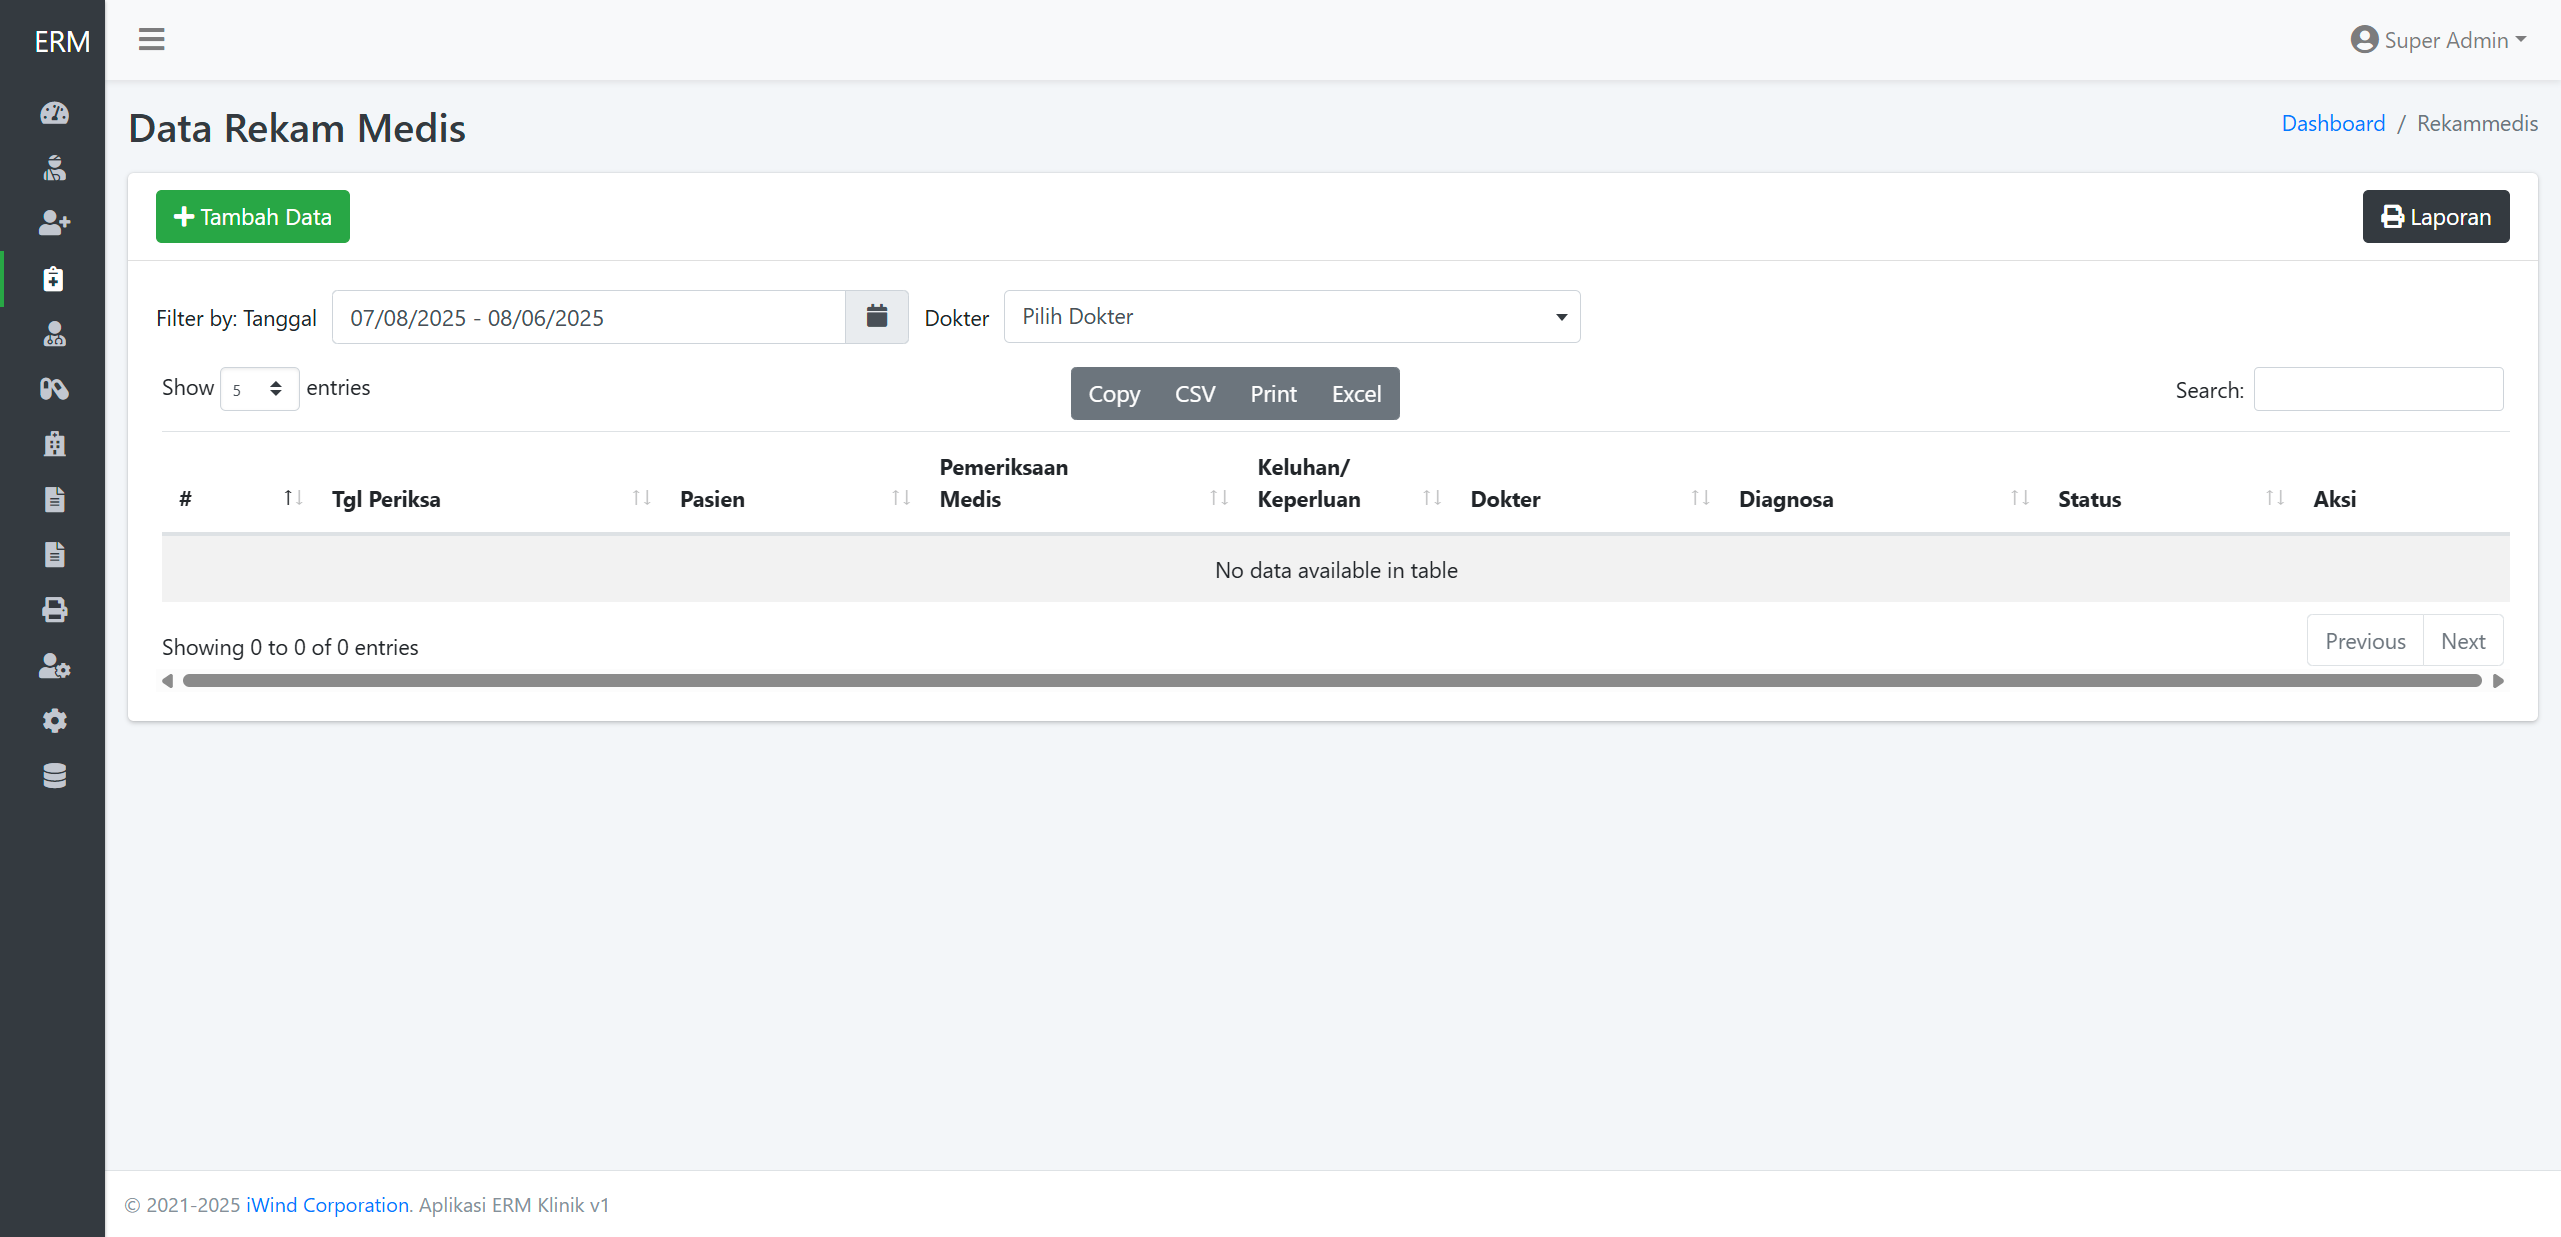 ERM
Super Admin
Data Rekam Medis
Dashboard / Rekammedis
Tambah Data
Laporan
Filter by: Tanggal 07/08/2025 - 08/06/2025 Dokter Pilih Dokter
Show 5 entries
Copy CSV Print Excel
Search:
# Tgl Periksa Pasien Pemeriksaan Medis Keluhan/ Keperluan Dokter Diagnosa Status Aksi
No data available in table
Showing 0 to 0 of 0 entries
Previous Next
© 2021-2025 iWind Corporation. Aplikasi ERM Klinik v1